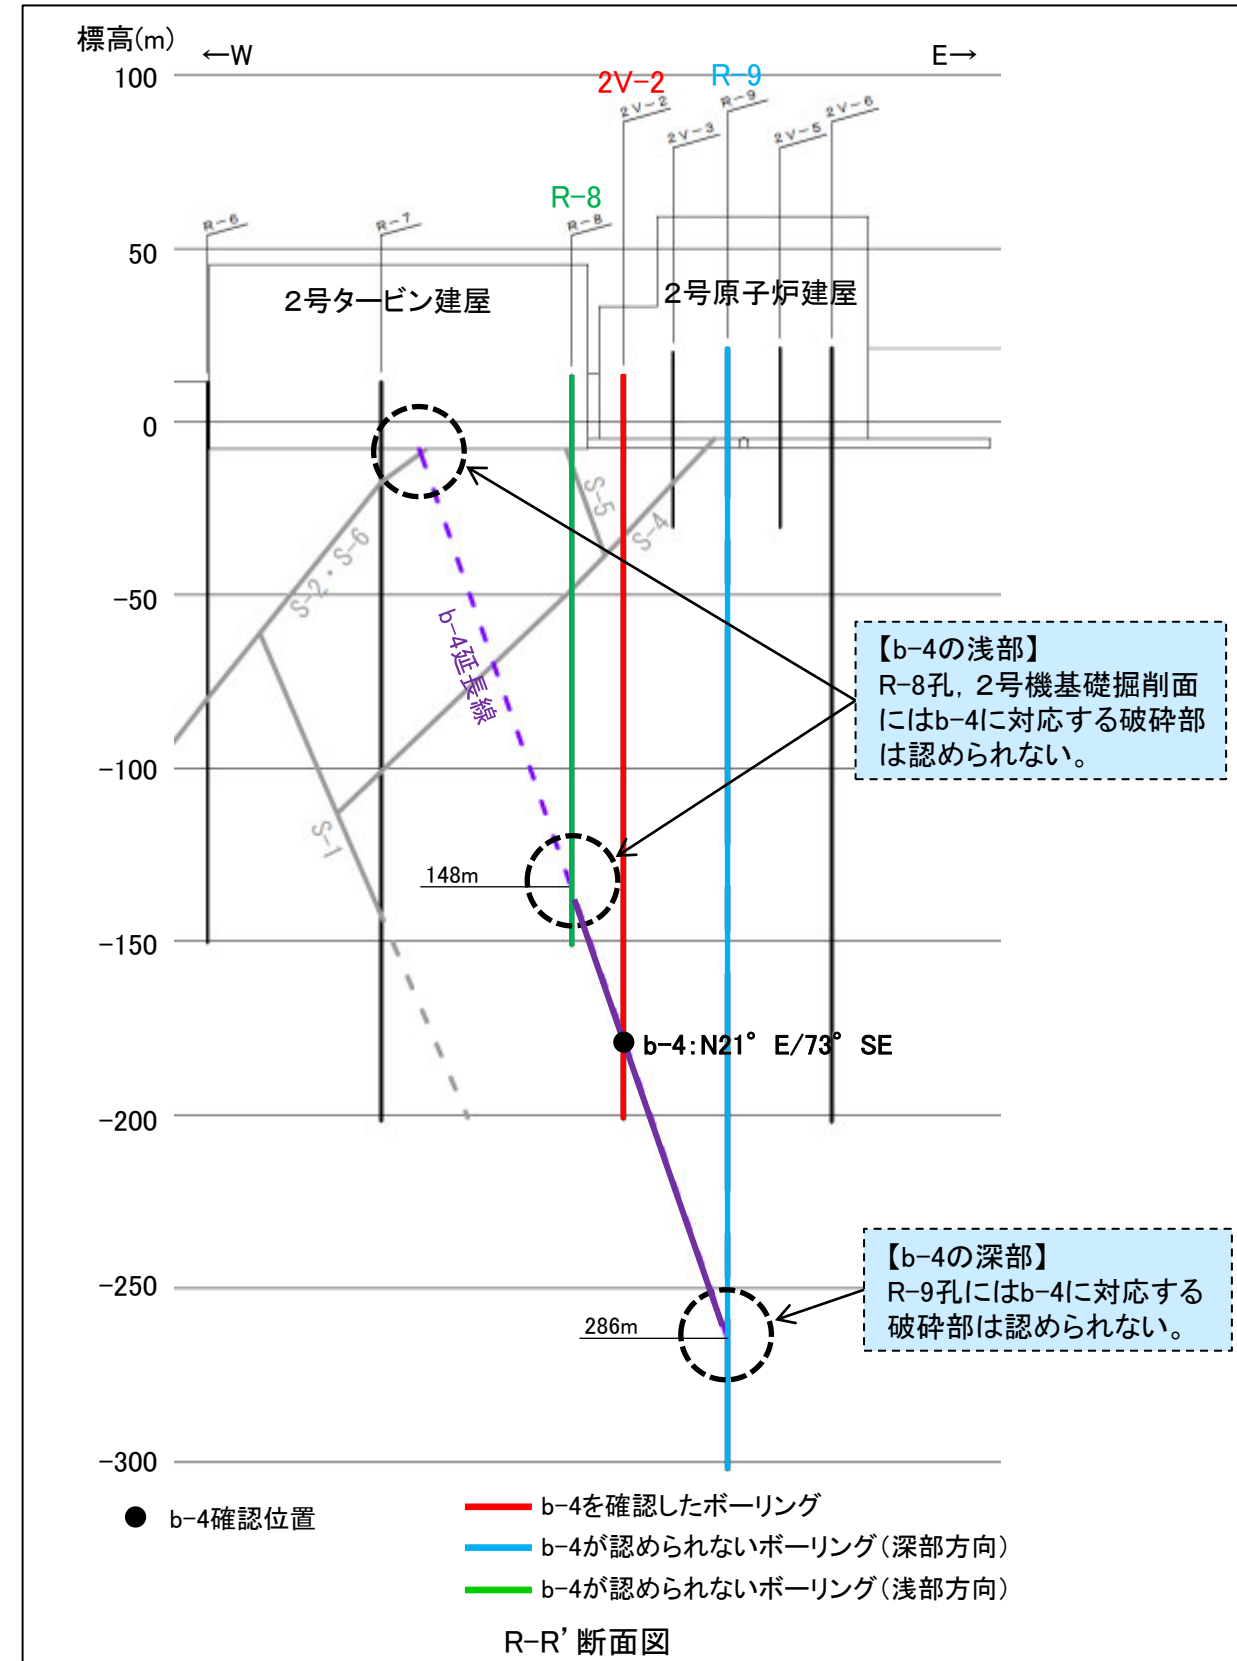 標高(m)
←W
E→
100
2V-2
R-9
2V-2
R-9
2V-6
2V-3
2V-5
R-8
R-6
R-7
R-8
50
2号タービン建屋
2号原子炉建屋
0
S-5
S-4
S-2・S-6
-50
b-4延長線
【b-4の浅部】
R-8孔, 2号機基礎掘削面
にはb-4に対応する破砕部
は認められない。
-100
S-1
148m
-150
b-4:N21°E/73°SE
-200
【b-4の深部】
R-9孔にはb-4に対応する
破砕部は認められない。
-250
286m
-300
b-4確認位置
b-4を確認したボーリング
b-4が認められないボーリング(深部方向)
b-4が認められないボーリング(浅部方向)
R-R’断面図